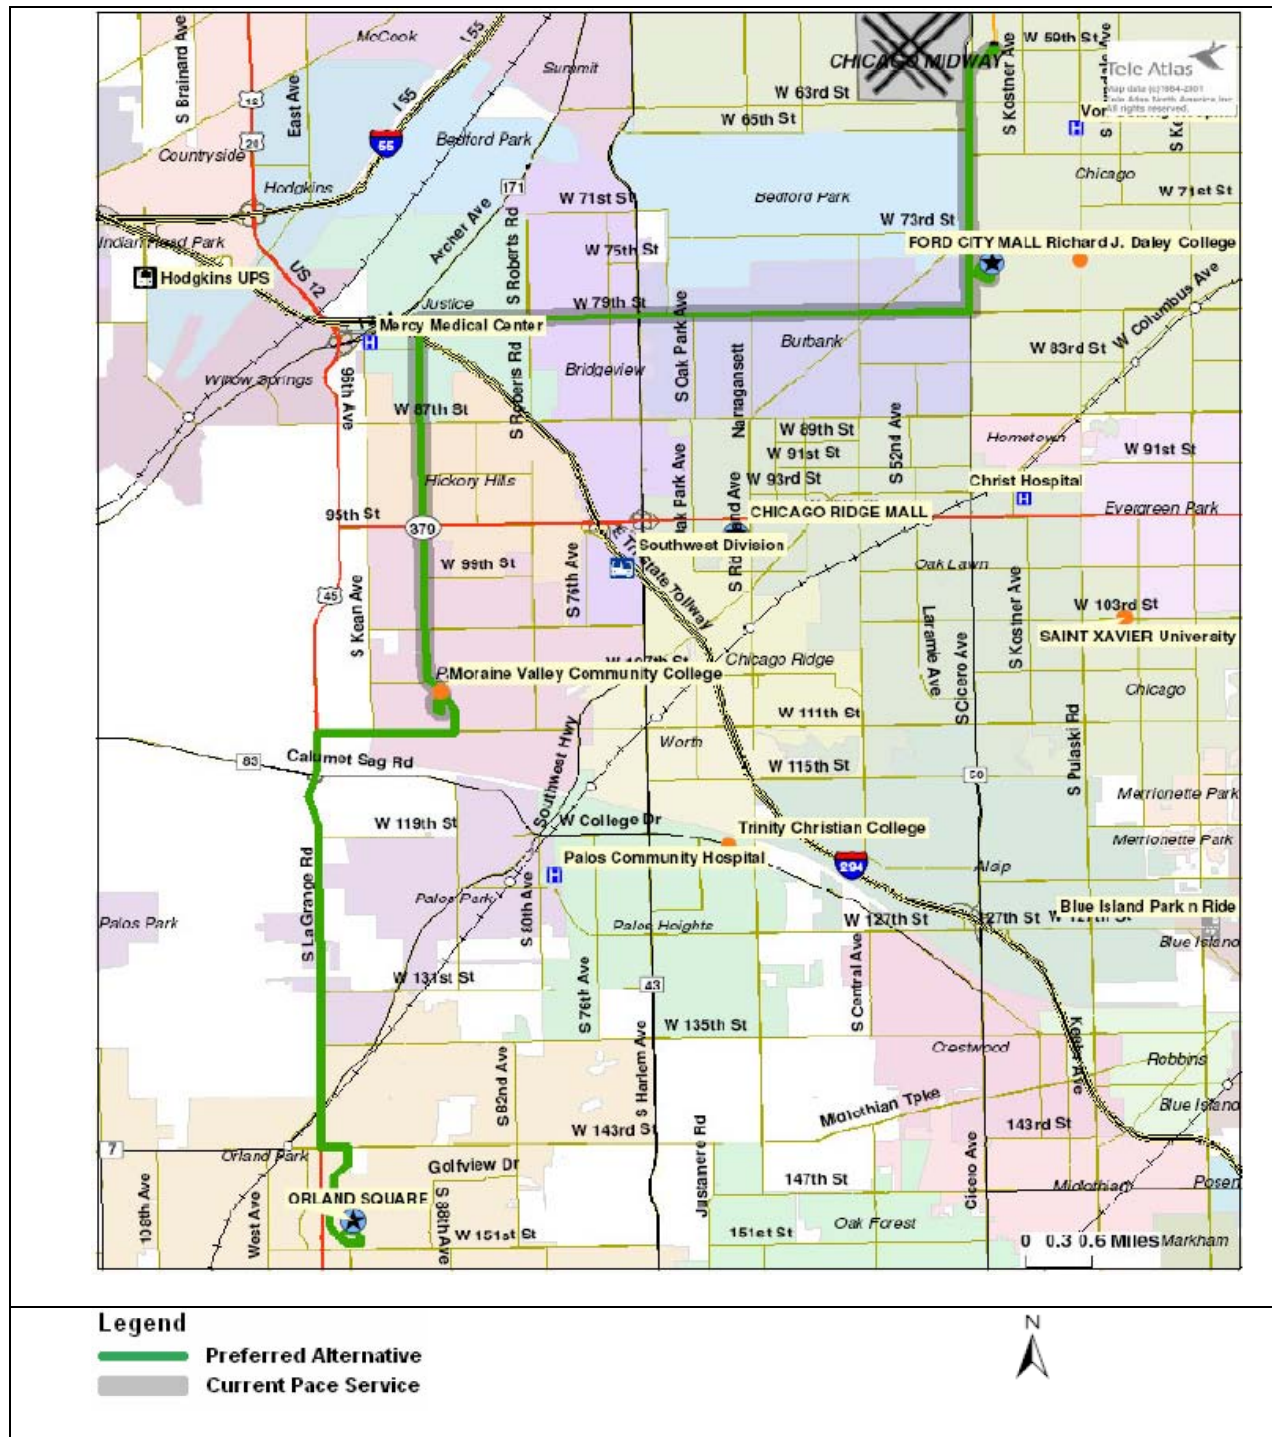 McCook
I 55
S Brainard Ave
East Ave
Summit
CHICAGO MIDWAY
W 59th St
S Kostner Ave
Tele Atlas
All rights reserved.
12
20
I 55
55
W 63rd St
W 65th St
Countryside
Bedford Park
Hodgkins
171
Chicago
W 71st St
Bedford Park
W 71st St
W 73rd St
Archer Ave
S Roberts Rd
Indian Head Park
W 75th St
FORD CITY MALL
Richard J. Daley College
Hodgkins UPS
US 12
Justice
W 79th St
W Columbus Ave
Mercy Medical Center
S Oak Park Ave
Burbank
W 83rd St
Narragansett
S Roberts Rd
Bridgeview
Willow Springs
96th Ave
W 87th St
S 52nd Ave
W 89th St
Hometown
W 91st St
W 91st St
Hickory Hills
W 93rd St
Christ Hospital
95th St
379
CHICAGO RIDGE MALL
Evergreen Park
Southwest Division
W 99th St
S 76th Ave
Oak Lawn
45
S Kean Ave
S Kostner Ave
Laramie Ave
S Cicero Ave
W 103rd St
SAINT XAVIER University
Moraine Valley Community College
Chicago Ridge
Chicago
W 111th St
Worth
S Pulaski Rd
83
Calumet Sag Rd
Southwest Hwy
W 115th St
50
Merrionette Park
W 119th St
W College Dr
Trinity Christian College
Merrionette Park
Palos Community Hospital
294
Alsip
S La Grange Rd
Palos Park
S 80th Ave
Blue Island Park n Ride
Palos Park
Palos Heights
W 127th St
27th St
Blue Island
W 131st St
S 76th Ave
43
S Central Ave
W 135th St
Crestwood
S 82nd Ave
S Harlem Ave
Robbins
Midlothian Tpke
Blue Island
W 143rd St
143rd St
7
Orland Park
Golfview Dr
Justamere Rd
Cicero Ave
147th St
Midlothian
Posen
ORLAND SQUARE
108th Ave
West Ave
S 88th Ave
W 151st St
151st St
Oak Forest
0 0.3 0.6 Miles
Markham
Legend
Preferred Alternative
Current Pace Service
N